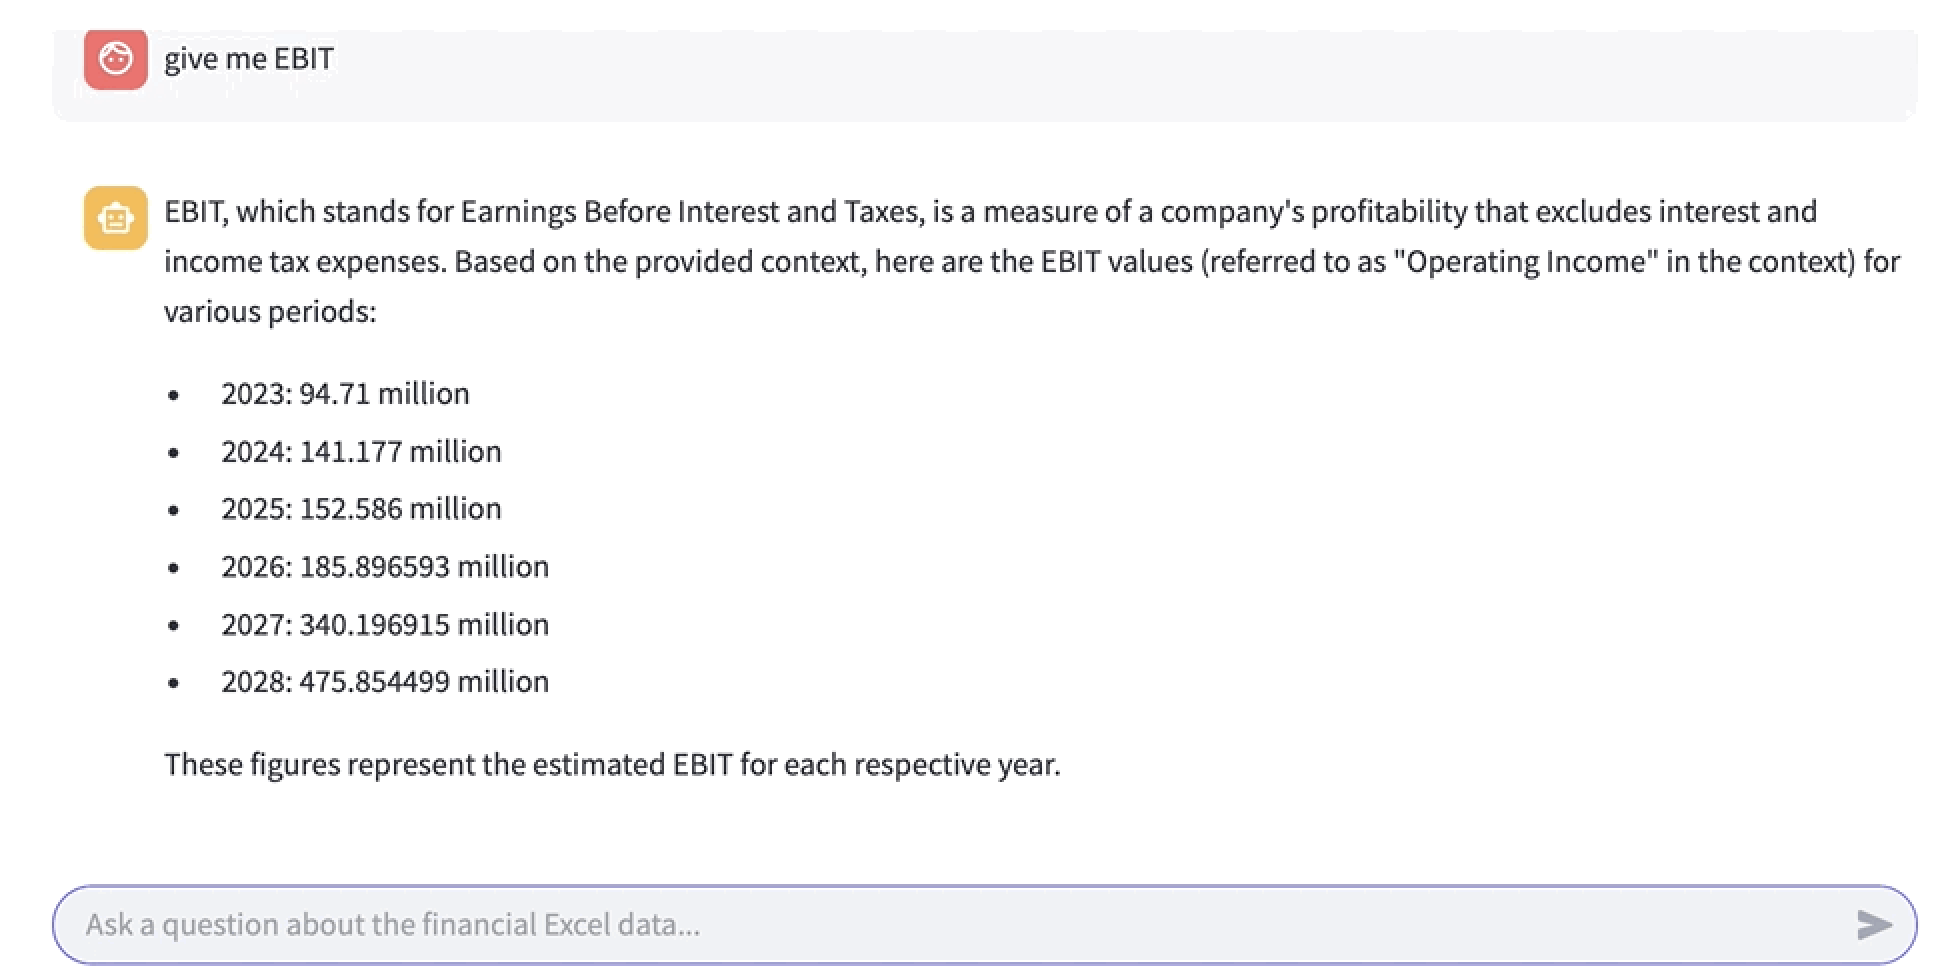 give me EBIT
EBIT, which stands for Earnings Before Interest and Taxes, is a measure of a company's profitability that excludes interest and
income tax expenses. Based on the provided context, here are the EBIT values (referred to as "Operating Income" in the context) for
various periods:
• 2023: 94.71 million
• 2024: 141.177 million
• 2025: 152.586 million
• 2026: 185.896593 million
• 2027: 340.196915 million
• 2028: 475.854499 million
These figures represent the estimated EBIT for each respective year.
Ask a question about the financial Excel data...